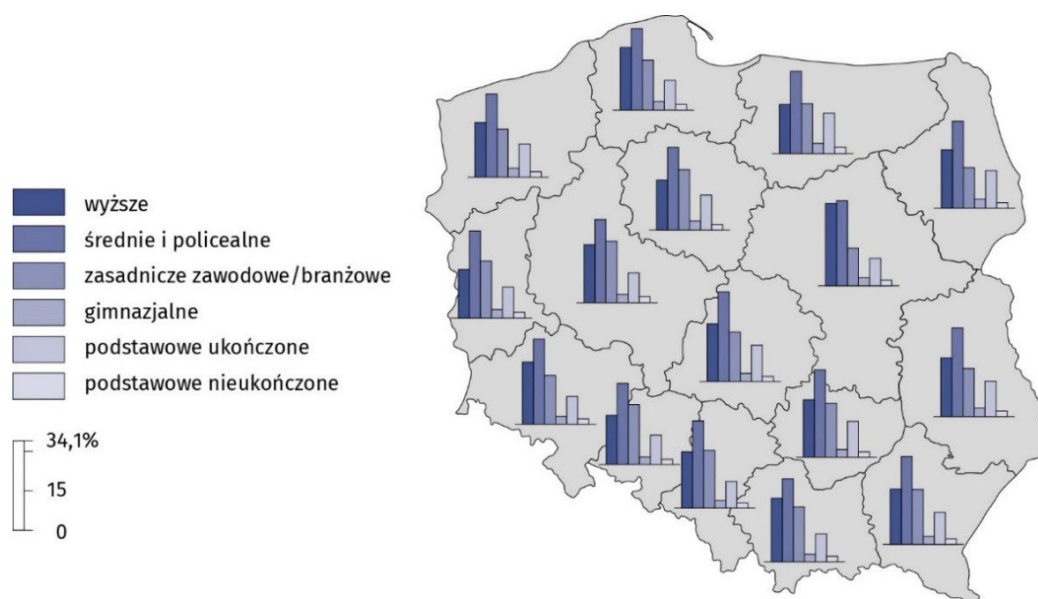 wyższe
średnie i policealne
zasadnicze zawodowe/branżowe
gimnazjalne
podstawowe ukończone
podstawowe nieukończone
34,1%
15
0